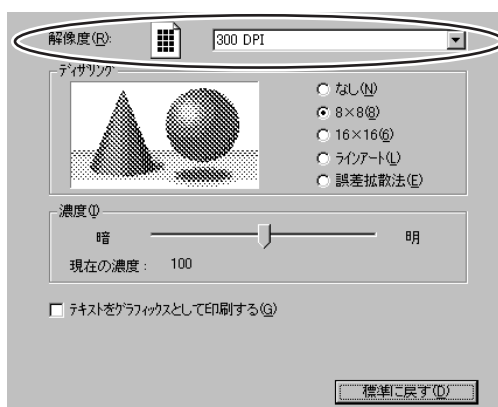 解像度(R): 300 DPI
ディザリング
なし(N)
8×8(8)
16×16(6)
ラインアート(L)
誤差拡散法(E)
濃度(I)
暗 明
現在の濃度: 100
テキストをグラフィックスとして印刷する(G)
標準に戻す(D)